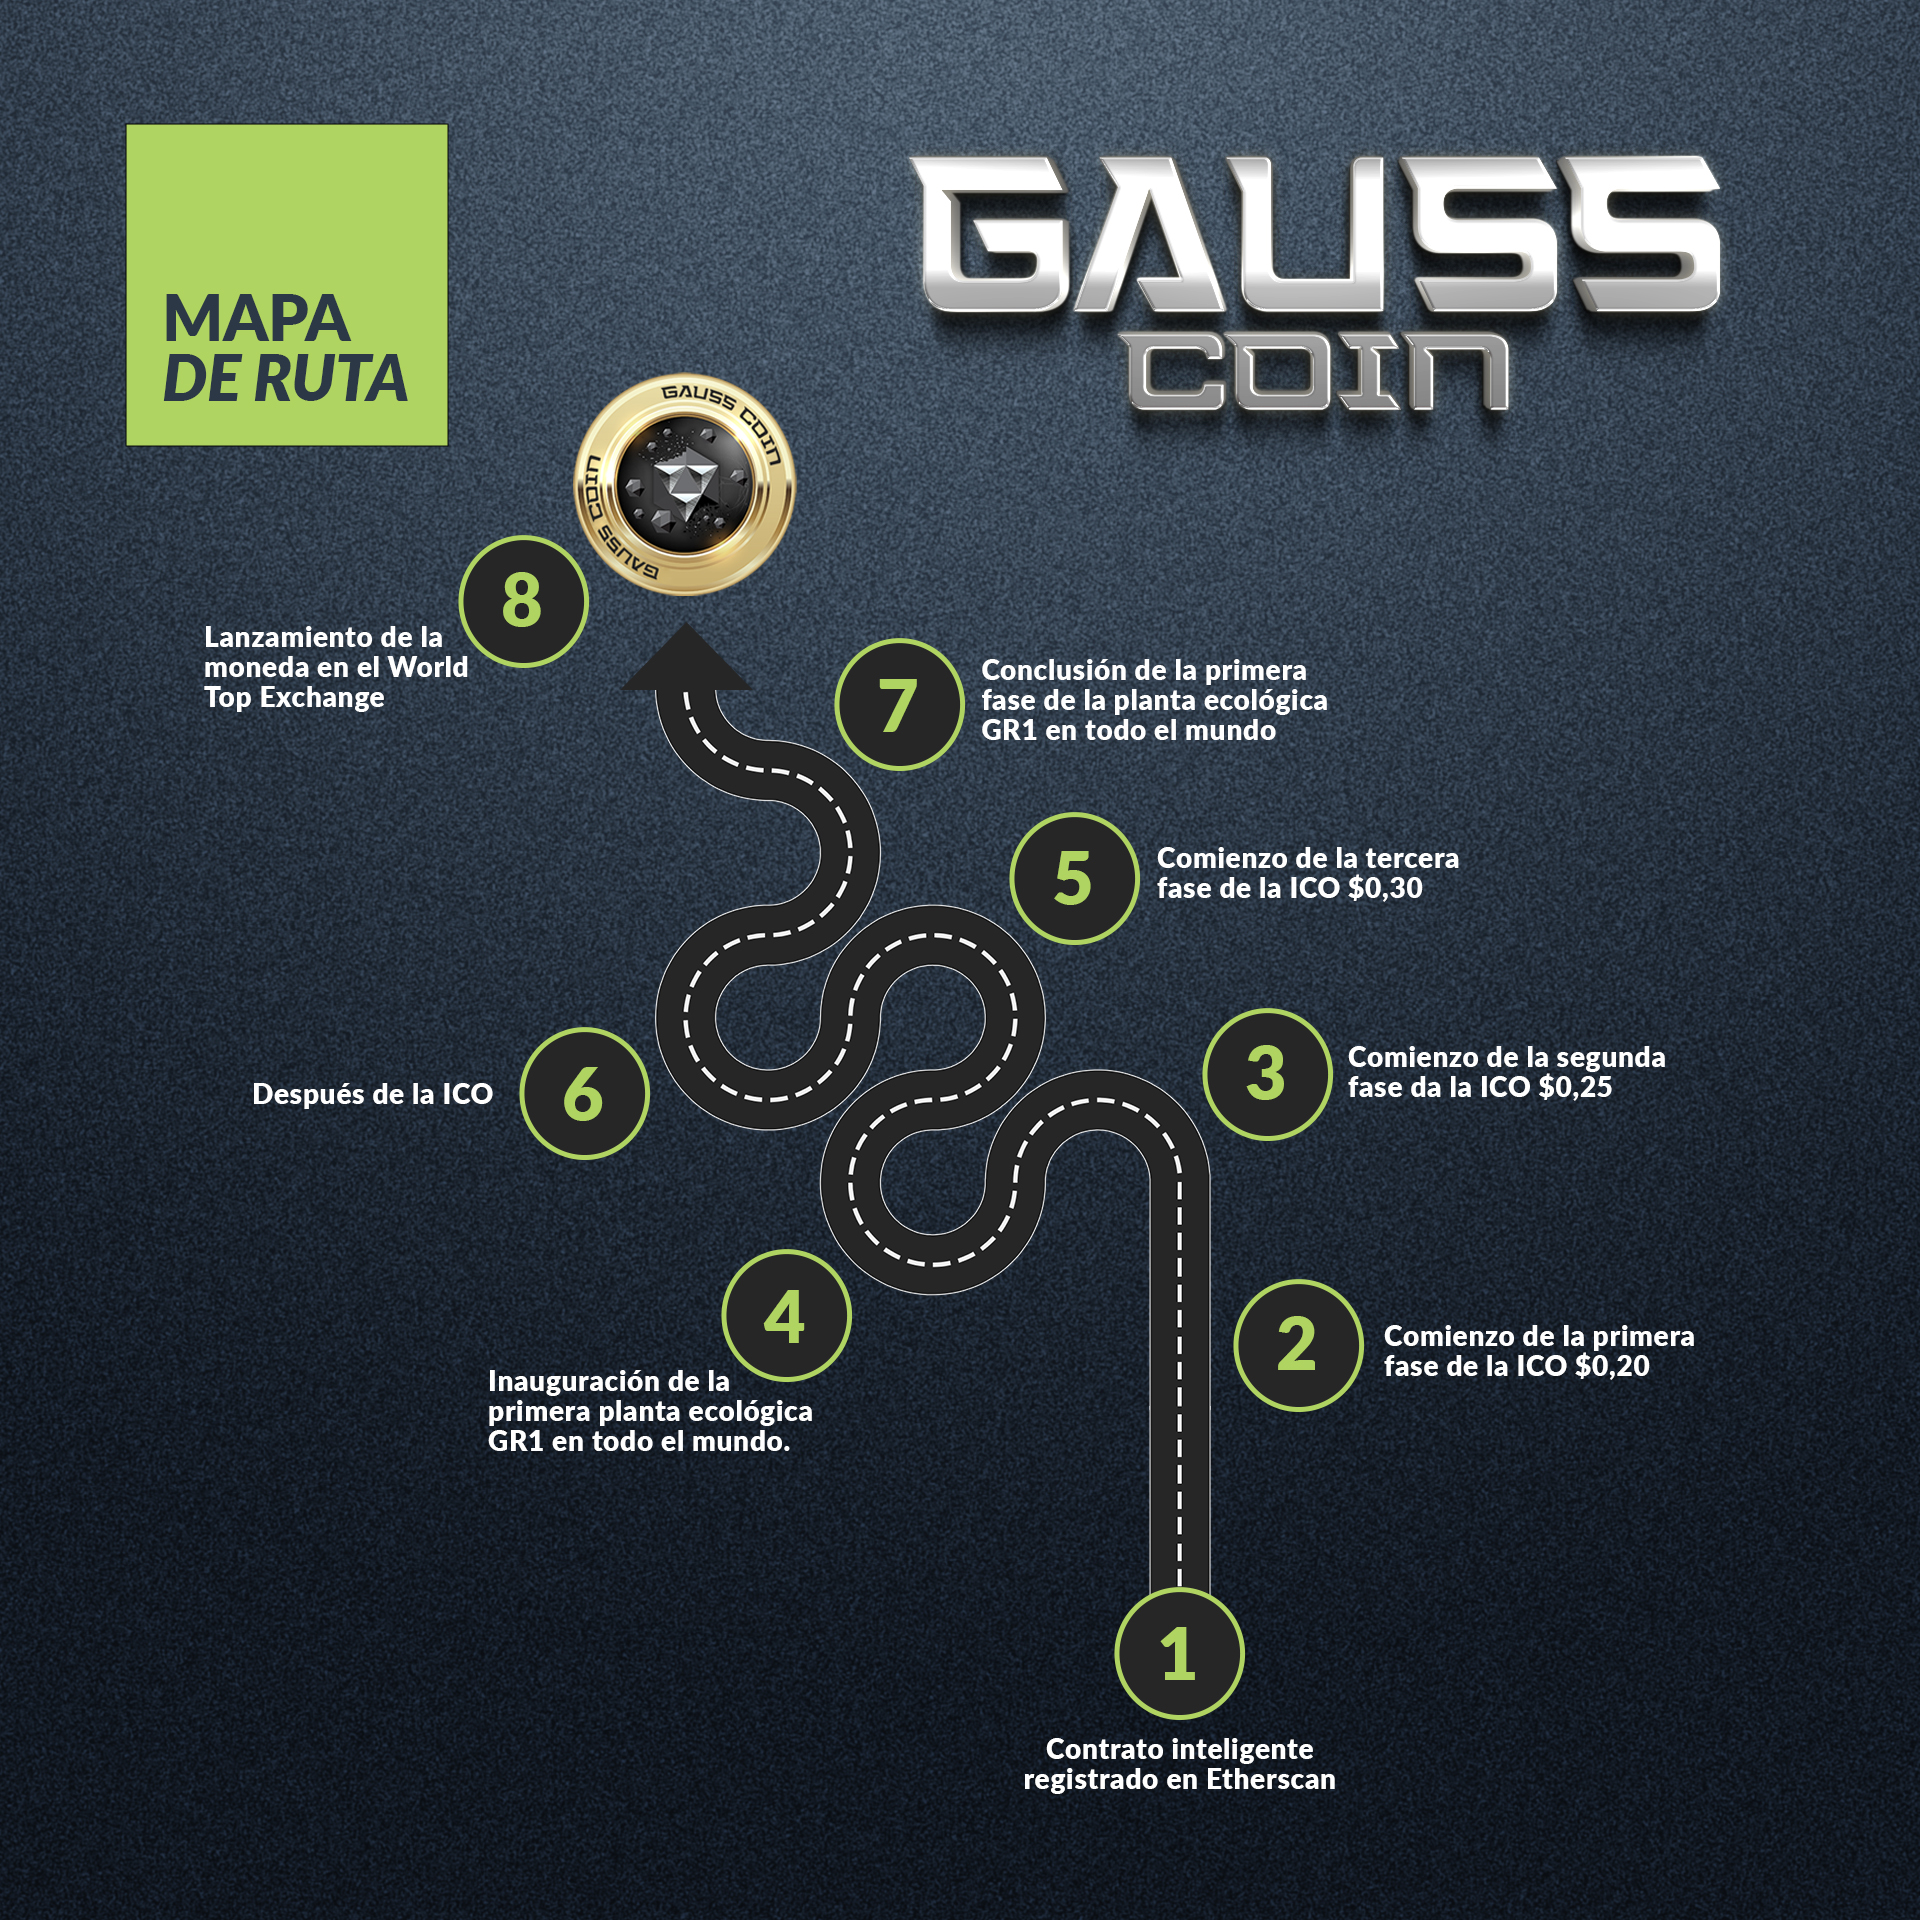 MAPA
DE RUTA
GAUSS
COIN
GAUSS COIN
GAUSS COIN
8
Lanzamiento de la
moneda en el World
Top Exchange
7
Conclusión de la primera
fase de la planta ecológica
GR1 en todo el mundo
5
Comienzo de la tercera
fase de la ICO $0,30
6
Después de la ICO
3
Comienzo de la segunda
fase da la ICO $0,25
4
Inauguración de la
primera planta ecológica
GR1 en todo el mundo.
2
Comienzo de la primera
fase de la ICO $0,20
1
Contrato inteligente
registrado en Etherscan